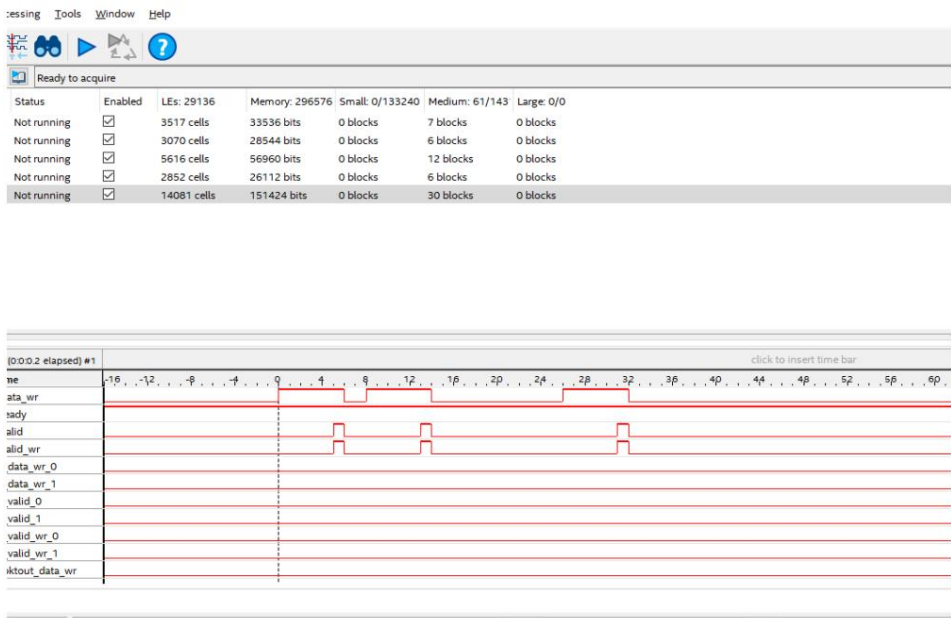 :essing Tools Window Help
Ready to acquire
Status Enabled LEs: 29136 Memory: 296576 Small: 0/133240 Medium: 61/143 Large: 0/0
Not running 3517 cells 33536 bits 0 blocks 7 blocks 0 blocks
Not running 3070 cells 28544 bits 0 blocks 6 blocks 0 blocks
Not running 5616 cells 56960 bits 0 blocks 12 blocks 0 blocks
Not running 2852 cells 26112 bits 0 blocks 6 blocks 0 blocks
Not running 14081 cells 151424 bits 0 blocks 30 blocks 0 blocks
(0:0:0.2 elapsed) #1 click to insert time bar
me -16 -12 -8 -4 0 4 8 12 16 20 24 28 32 36 40 44 48 52 56 60
ata_wr
eady
alid
alid_wr
data_wr_0
data_wr_1
valid_0
valid_1
valid_wr_0
valid_wr_1
oktout_data_wr